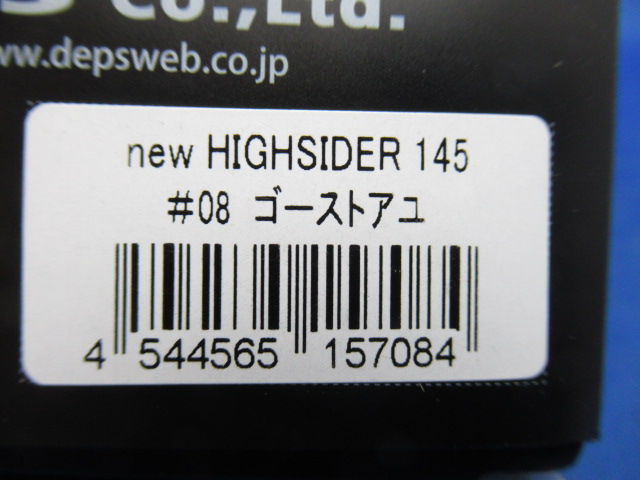 S Co.,Ltd.
www.depsweb.co.jp
new HIGHSIDER 145
#08 ゴーストアユ
4 544565 157084